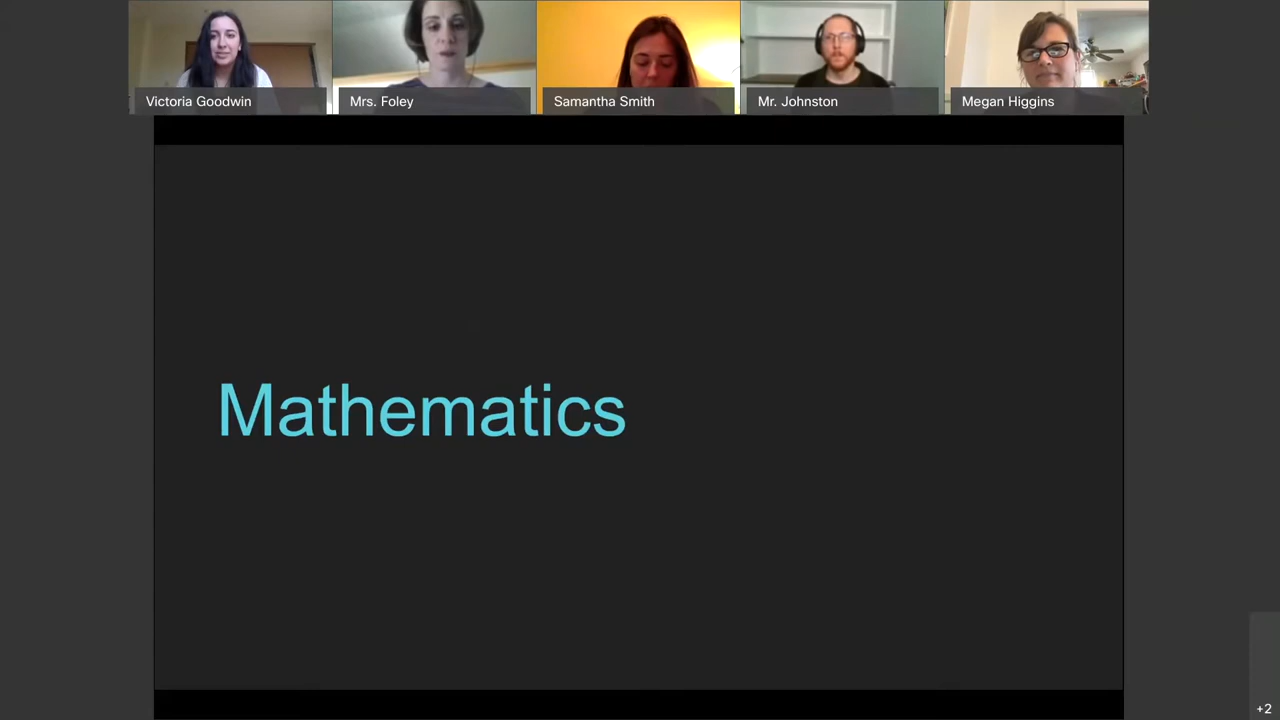 Victoria Goodwin
Mrs. Foley
Samantha Smith
Mr. Johnston
Megan Higgins
Mathematics
+2